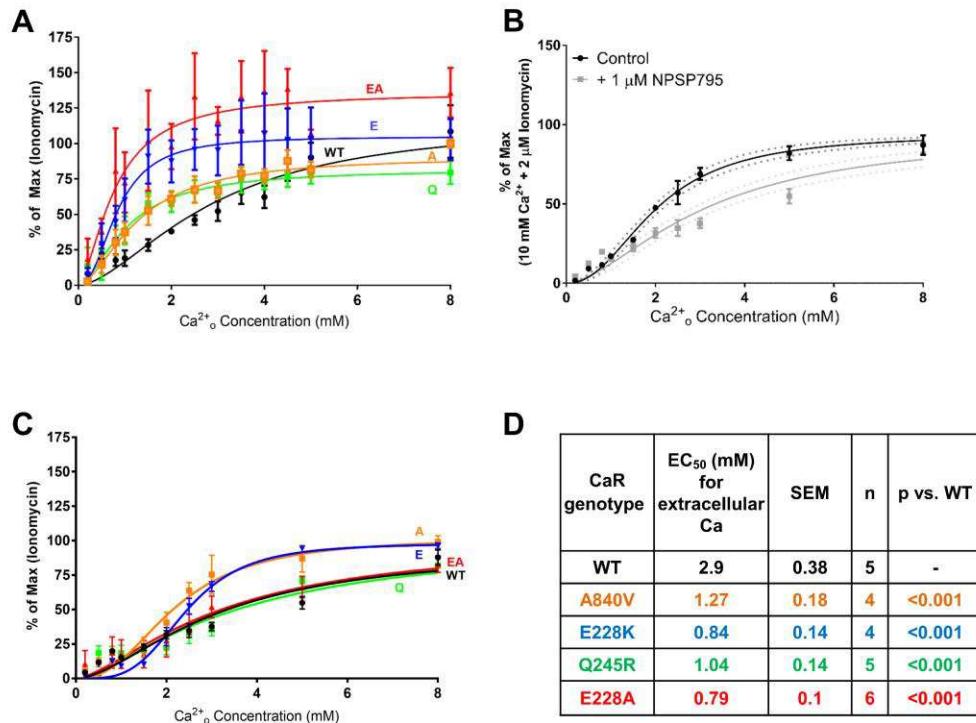 A
% of Max (Ionomycin)
175
150
125
100
75
50
25
0
EA
E
WT
A
Q
0
2
4
6
8
Ca²⁺ₒ Concentration (mM)
B
% of Max
(10 mM Ca²⁺ + 2 μM Ionomycin)
150
100
50
0
Control
+ 1 μM NPSP795
0
2
4
6
8
Ca²⁺ₒ Concentration (mM)
C
% of Max (Ionomycin)
175
150
125
100
75
50
25
0
A
E
EA
WT
Q
0
2
4
6
8
Ca²⁺ₒ Concentration (mM)
D
CaR genotype
EC₅₀ (mM) for extracellular Ca
SEM
n
p vs. WT
WT 2.9 0.38 5 -
A840V 1.27 0.18 4 <0.001
E228K 0.84 0.14 4 <0.001
Q245R 1.04 0.14 5 <0.001
E228A 0.79 0.1 6 <0.001